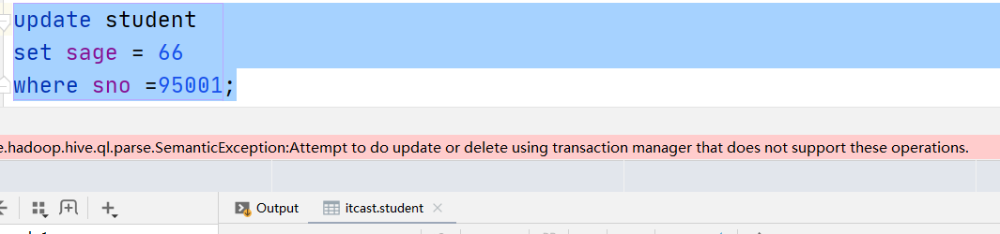 update student
set sage = 66
where sno =95001;
e.hadoop.hive.ql.parse.SemanticException:Attempt to do update or delete using transaction manager that does not support these operations.
Output
itcast.student